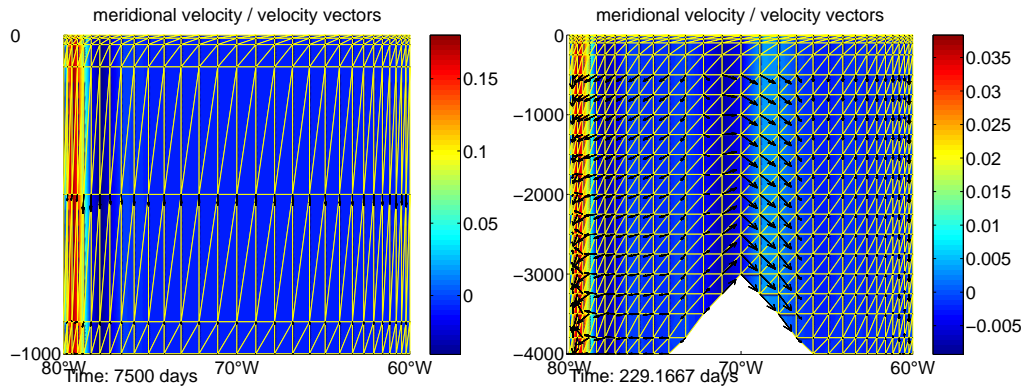 meridional velocity / velocity vectors
0
−1000
80°W
70°W
60°W
Time: 7500 days
0.15
0.1
0.05
0
meridional velocity / velocity vectors
0
−1000
−2000
−3000
−4000
80°W
70°W
60°W
Time: 229.1667 days
0.035
0.03
0.025
0.02
0.015
0.01
0.005
0
−0.005